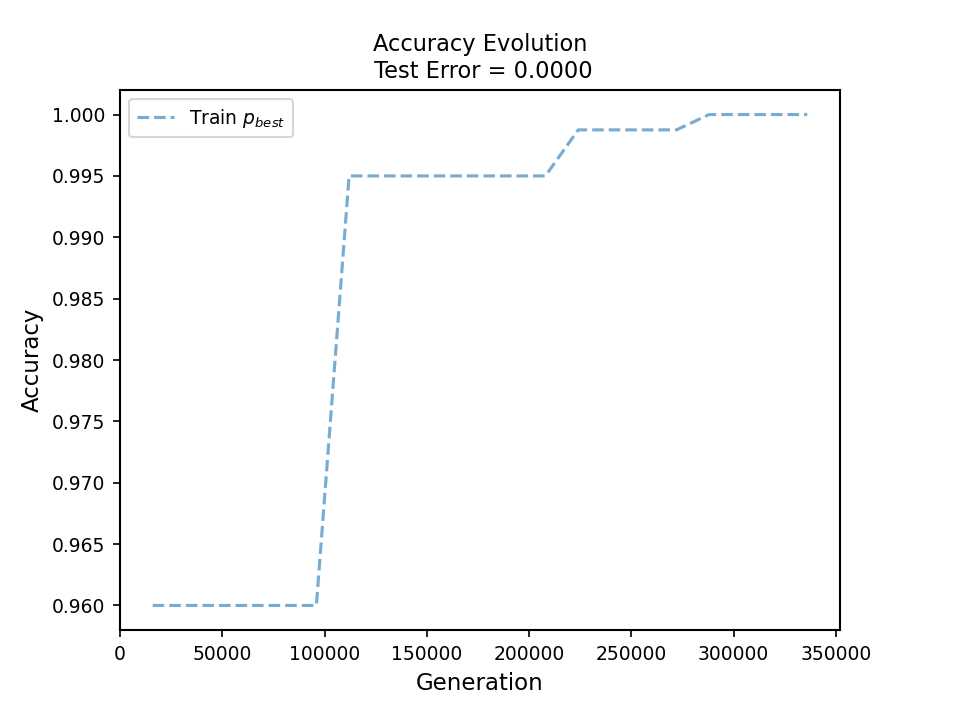 Accuracy Evolution
Test Error = 0.0000
Train p_best
1.000
0.995
0.990
0.985
0.980
0.975
0.970
0.965
0.960
Accuracy
0 50000 100000 150000 200000 250000 300000 350000
Generation